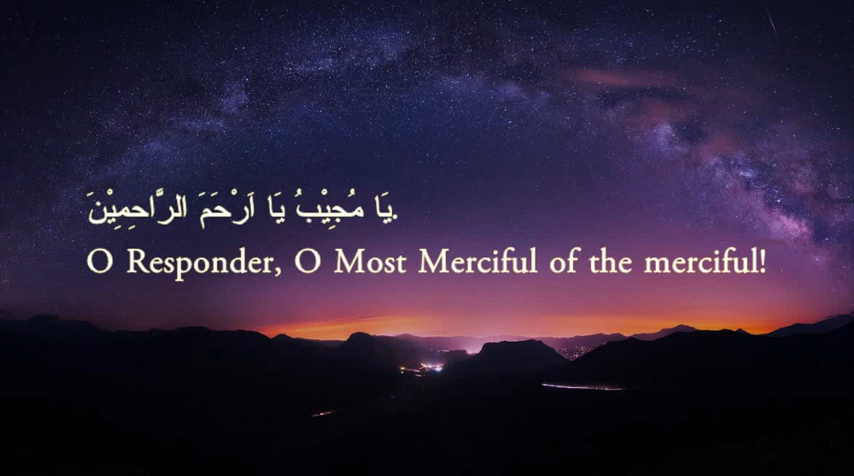 يَا مُجِيْبُ يَا اَرْحَمَ الرَّاحِمِيْنَ.
O Responder, O Most Merciful of the merciful!